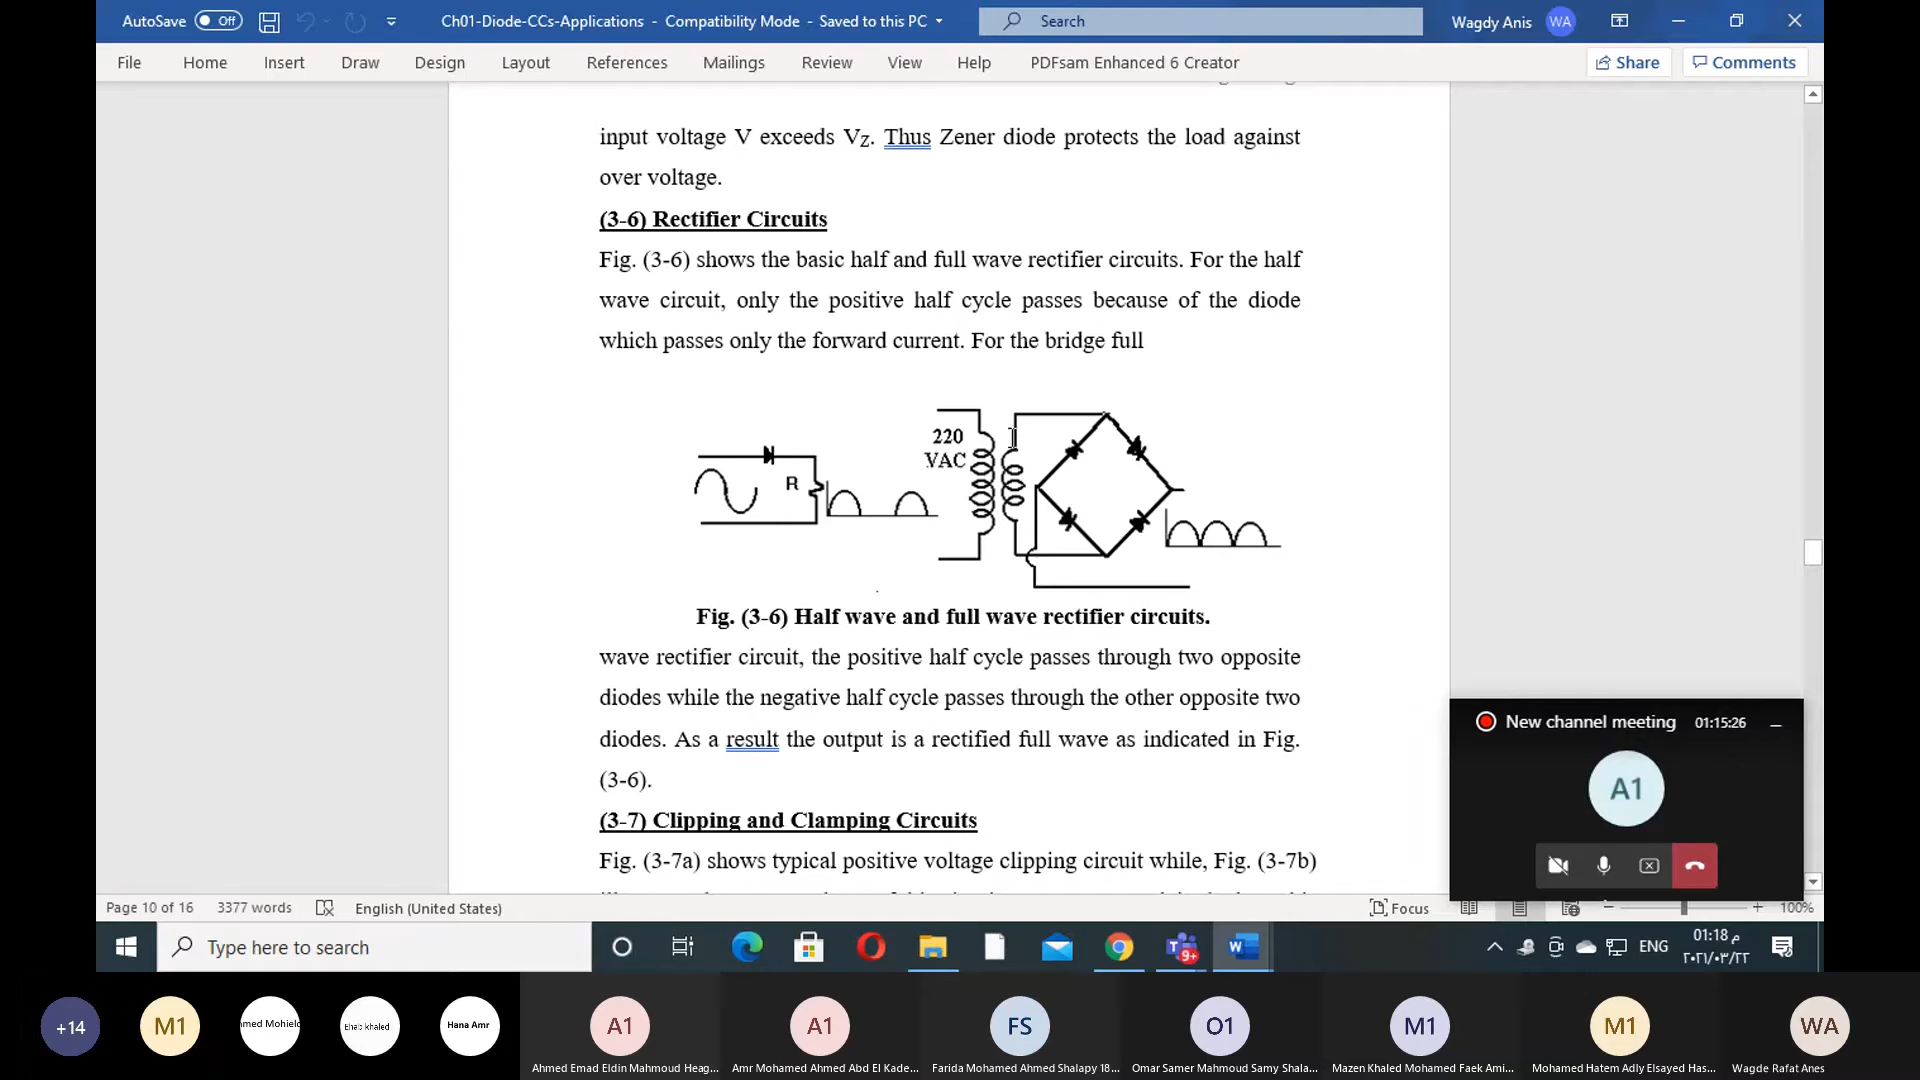 AutoSave Off Ch01-Diode-CCs-Applications - Compatibility Mode - Saved to this PC Search Wagdy Anis WA
File Home Insert Draw Design Layout References Mailings Review View Help PDFsam Enhanced 6 Creator Share Comments
input voltage V exceeds VZ. Thus Zener diode protects the load against
over voltage.
(3-6) Rectifier Circuits
Fig. (3-6) shows the basic half and full wave rectifier circuits. For the half
wave circuit, only the positive half cycle passes because of the diode
which passes only the forward current. For the bridge full
220
VAC
R
Fig. (3-6) Half wave and full wave rectifier circuits.
wave rectifier circuit, the positive half cycle passes through two opposite
diodes while the negative half cycle passes through the other opposite two
diodes. As a result the output is a rectified full wave as indicated in Fig.
(3-6).
(3-7) Clipping and Clamping Circuits
Fig. (3-7a) shows typical positive voltage clipping circuit while, Fig. (3-7b)
New channel meeting 01:15:26
A1
Page 10 of 16 3377 words English (United States) Focus 100%
Type here to search 9+ ENG 01:18 م
٢٠٢١/٠٣/٢٢
+14 M1 Ehab khaled Hana Amr A1 A1 FS O1 M1 M1 WA
Ahmed Emad Eldin Mahmoud Heag... Amr Mohamed Ahmed Abd El Kade... Farida Mohamed Ahmed Shalapy 18... Omar Samer Mahmoud Samy Shala... Mazen Khaled Mohamed Faek Ami... Mohamed Hatem Adly Elsayed Has... Wagde Rafat Anes